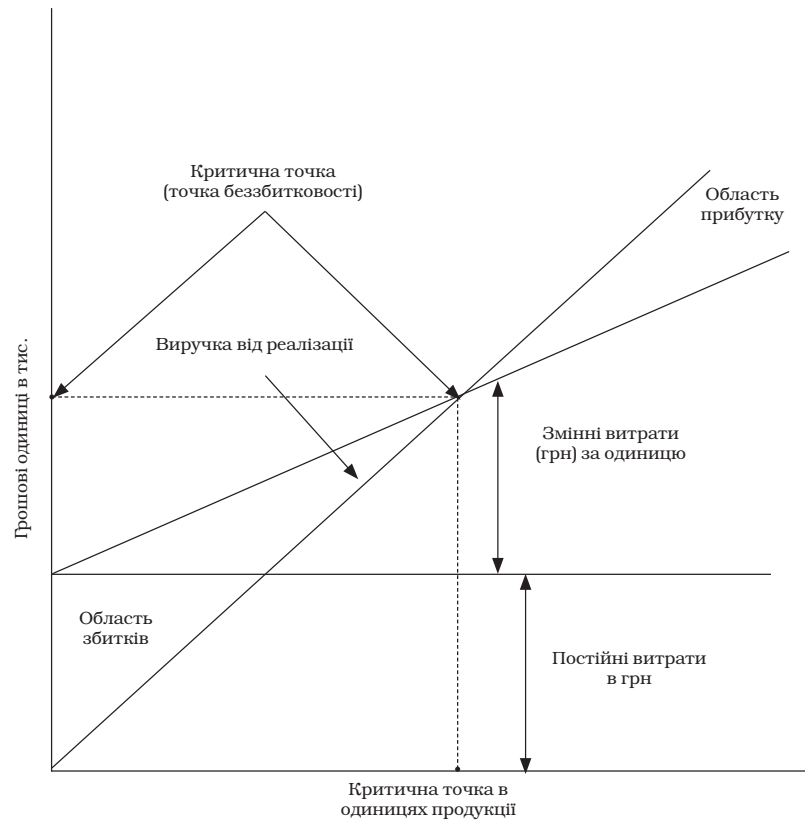 Критична точка
(точка беззбитковості)
Область
прибутку
Виручка від реалізації
Грошові одиниці в тис.
Змінні витрати
(грн) за одиницю
Область
збитків
Постійні витрати
в грн
Критична точка в
одиницях продукції